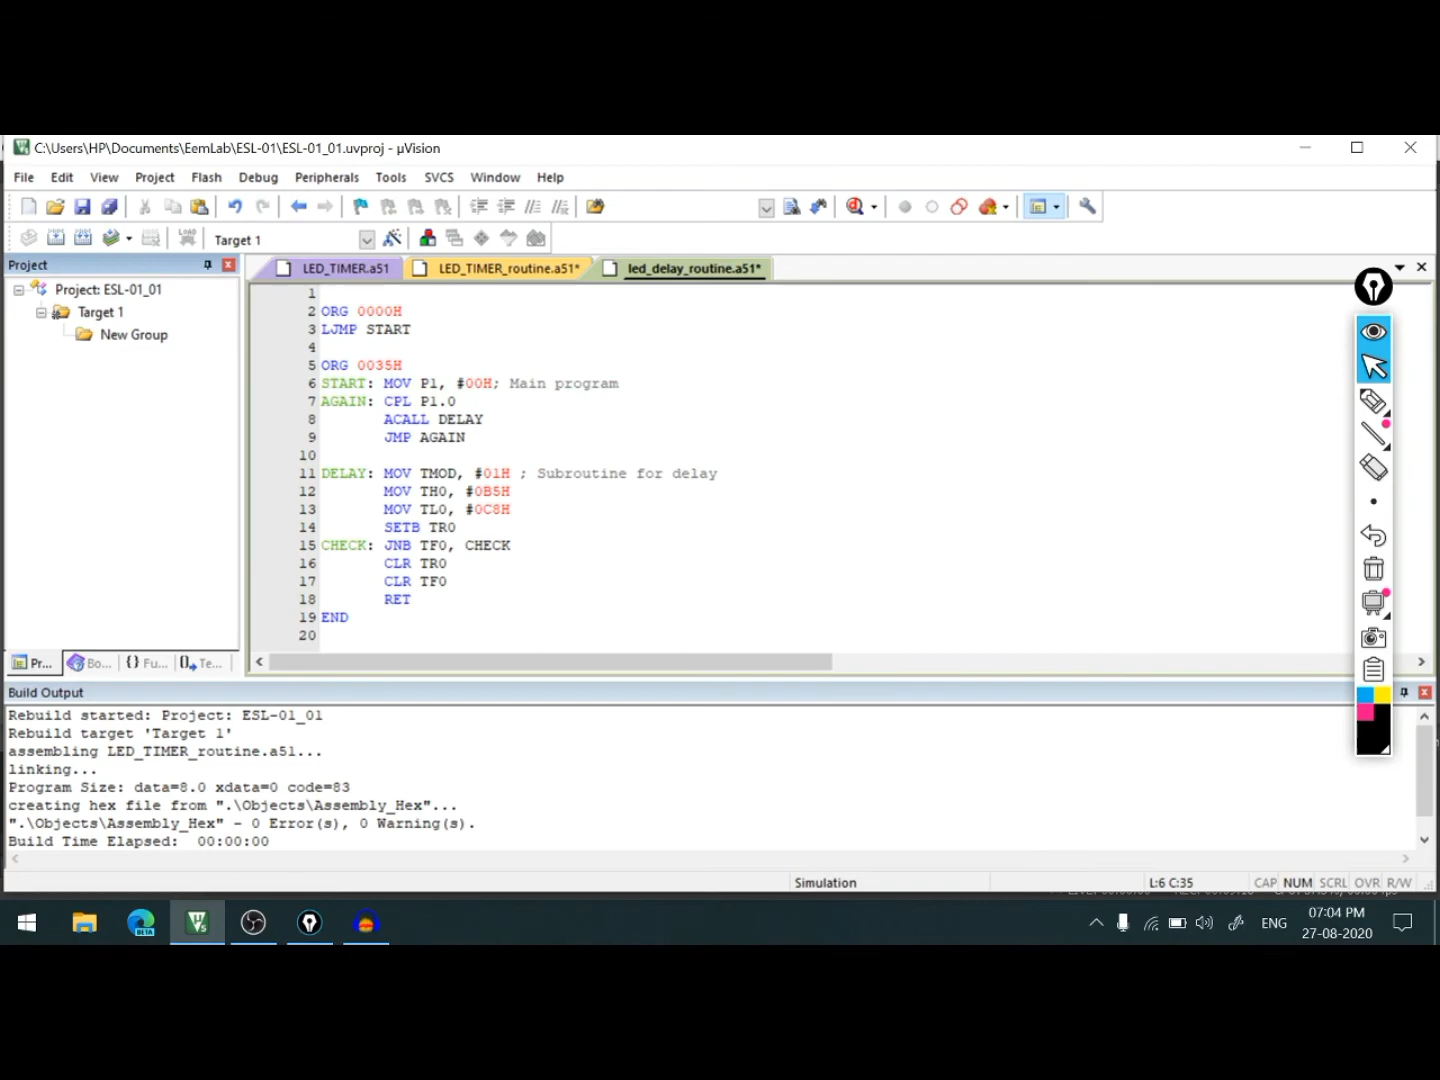 C:\Users\HP\Documents\EemLab\ESL-01\ESL-01_01.uvproj - µVision
File Edit View Project Flash Debug Peripherals Tools SVCS Window Help
LOAD Target 1
Project
LED_TIMER.a51 LED_TIMER_routine.a51* led_delay_routine.a51*
Project: ESL-01_01
Target 1
New Group
1
2 ORG 0000H
3 LJMP START
4
5 ORG 0035H
6 START: MOV P1, #00H; Main program
7 AGAIN: CPL P1.0
8 ACALL DELAY
9 JMP AGAIN
10
11 DELAY: MOV TMOD, #01H ; Subroutine for delay
12 MOV TH0, #0B5H
13 MOV TL0, #0C8H
14 SETB TR0
15 CHECK: JNB TF0, CHECK
16 CLR TR0
17 CLR TF0
18 RET
19 END
20
Pr... Bo... {} Fu... Te...
Build Output
Rebuild started: Project: ESL-01_01
Rebuild target 'Target 1'
assembling LED_TIMER_routine.a51...
linking...
Program Size: data=8.0 xdata=0 code=83
creating hex file from ".\Objects\Assembly_Hex"...
".\Objects\Assembly_Hex" - 0 Error(s), 0 Warning(s).
Build Time Elapsed: 00:00:00
Simulation L:6 C:35 CAP NUM SCRL OVR R/W
BETA
ENG
07:04 PM
27-08-2020